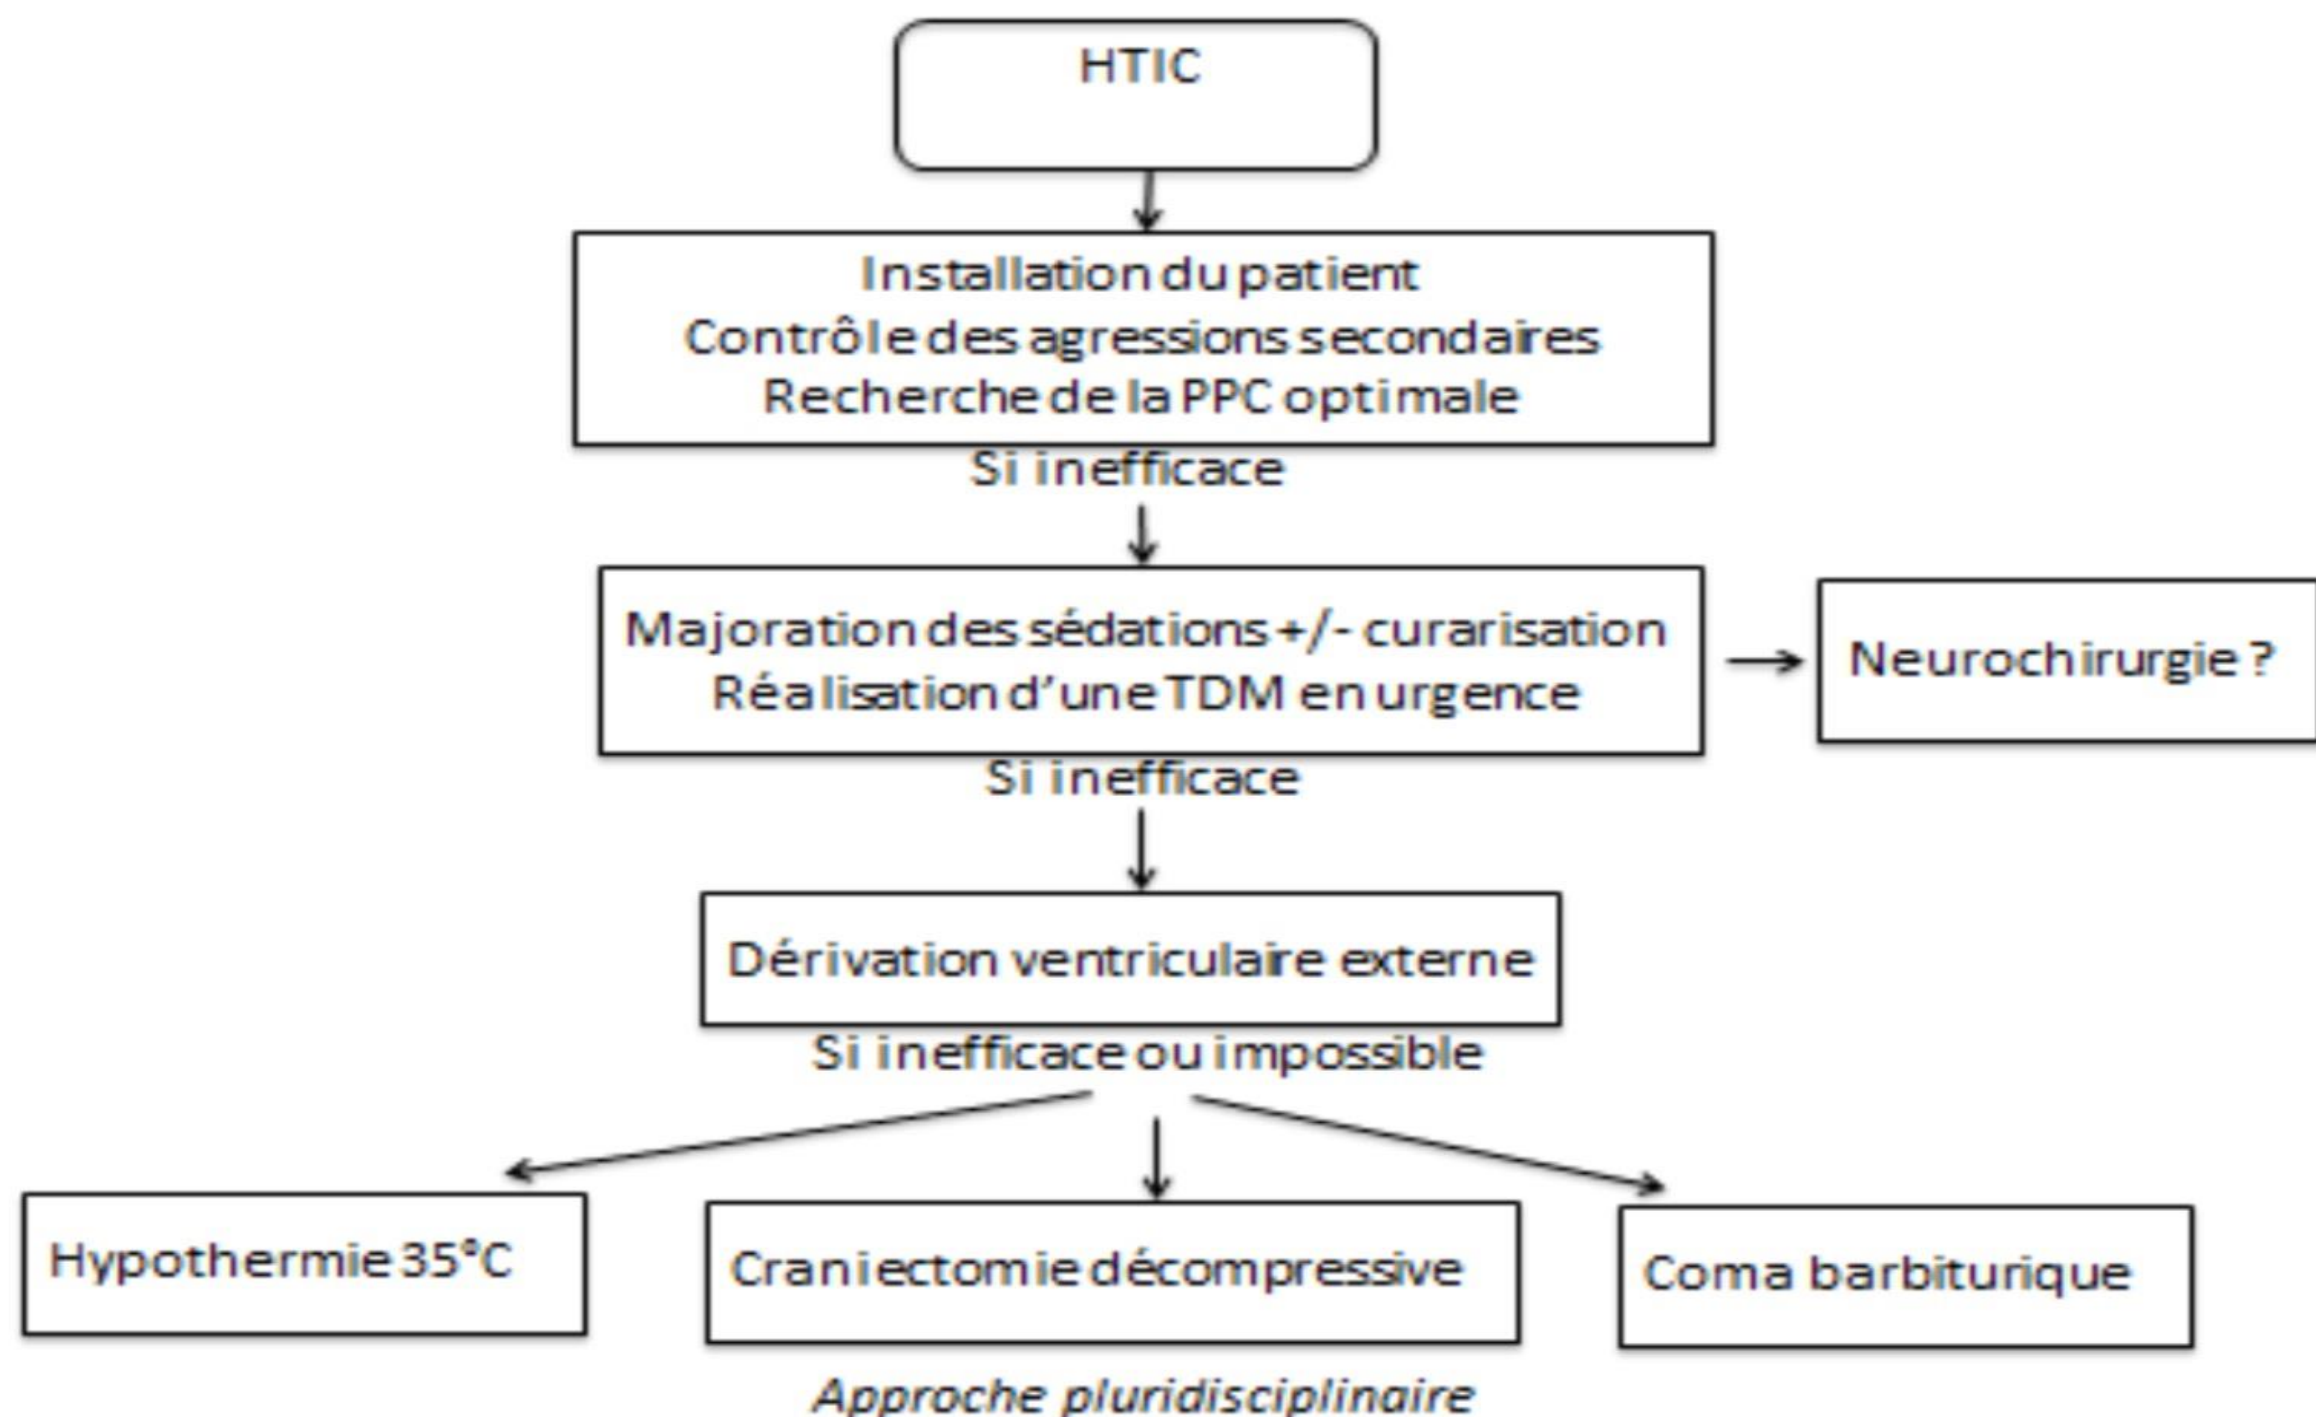 HTIC
Installation du patient
Contrôle des agressions secondaires
Recherche de la PPC optimale
Si inefficace
Majoration des sédations +/- curarisation
Réalisation d’une TDM en urgence
Neurochirurgie ?
Si inefficace
Dérivation ventriculaire externe
Si inefficace ou impossible
Hypothermie 35°C
Craniectomie décompressive
Coma barbiturique
Approche pluridisciplinaire